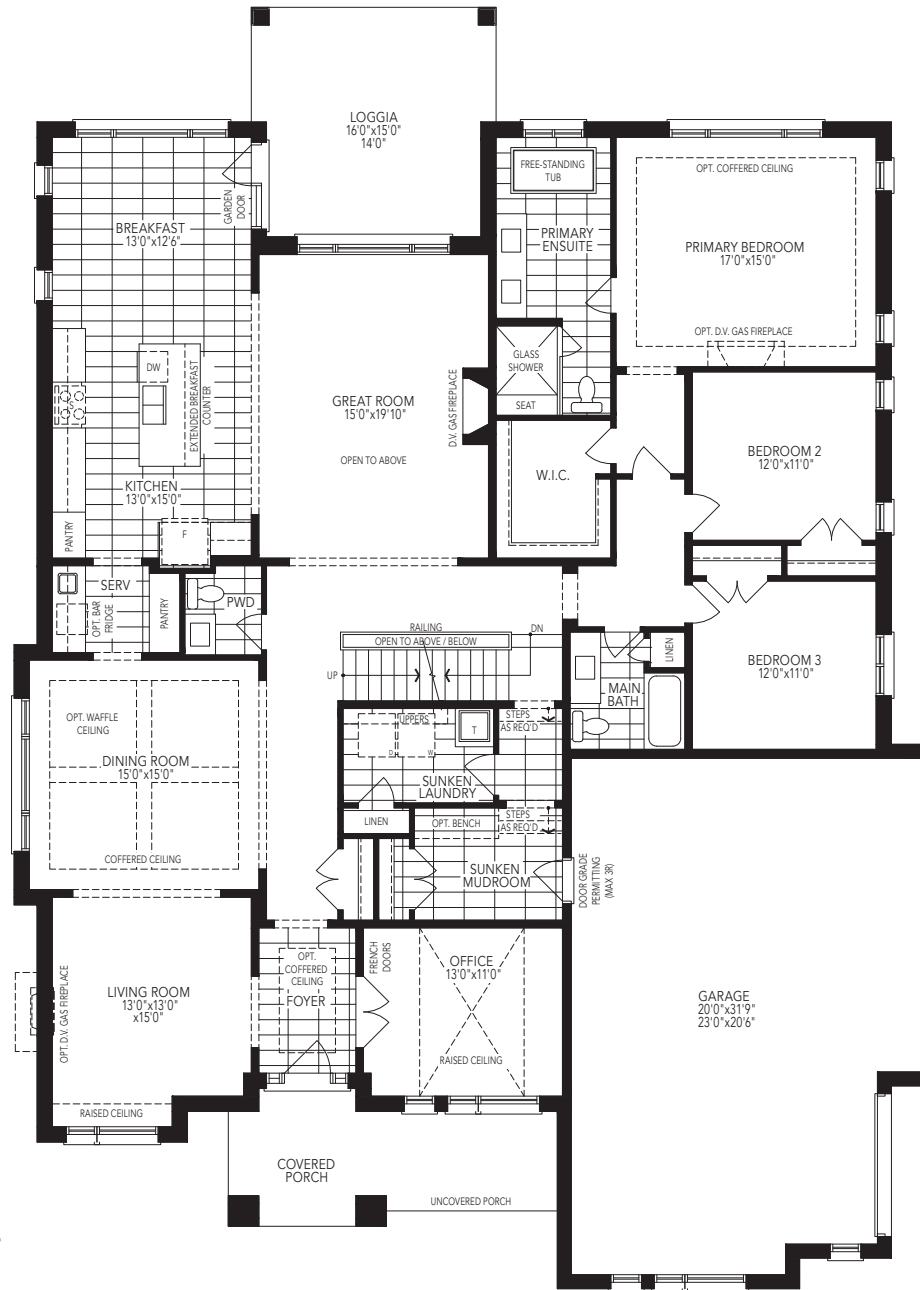 LOGGIA
16'0"x15'0"
14'0"
FREE-STANDING
TUB
OPT. COFFERED CEILING
GARDEN
DOOR
BREAKFAST
13'0"x12'6"
PRIMARY
ENSUITE
PRIMARY BEDROOM
17'0"x15'0"
OPT. D.V. GAS FIREPLACE
DW
EXTENDED BREAKFAST
COUNTER
GLASS
SHOWER
SEAT
GREAT ROOM
15'0"x19'10"
D.V. GAS FIREPLACE
OPEN TO ABOVE
BEDROOM 2
12'0"x11'0"
W.I.C.
KITCHEN
13'0"x15'0"
PANTRY
F
SERV
OPT. BAR
FRIDGE
PANTRY
PWD
RAILING
OPEN TO ABOVE / BELOW
DN
UP
LINEN
BEDROOM 3
12'0"x11'0"
MAIN
BATH
OPT. WAFFLE
CEILING
DINING ROOM
15'0"x15'0"
COFFERED CEILING
UPPERS
T
D
W
STEPS
AS REQ'D
SUNKEN
LAUNDRY
LINEN
OPT. BENCH
STEPS
AS REQ'D
SUNKEN
MUDROOM
DOOR GRADE
PERMITTING
(MAX 3R)
OPT.
COFFERED
CEILING
FOYER
FRENCH
DOORS
OFFICE
13'0"x11'0"
RAISED CEILING
LIVING ROOM
13'0"x13'0"
x15'0"
OPT. D.V. GAS FIREPLACE
RAISED CEILING
GARAGE
20'0"x31'9"
23'0"x20'6"
COVERED
PORCH
UNCOVERED PORCH